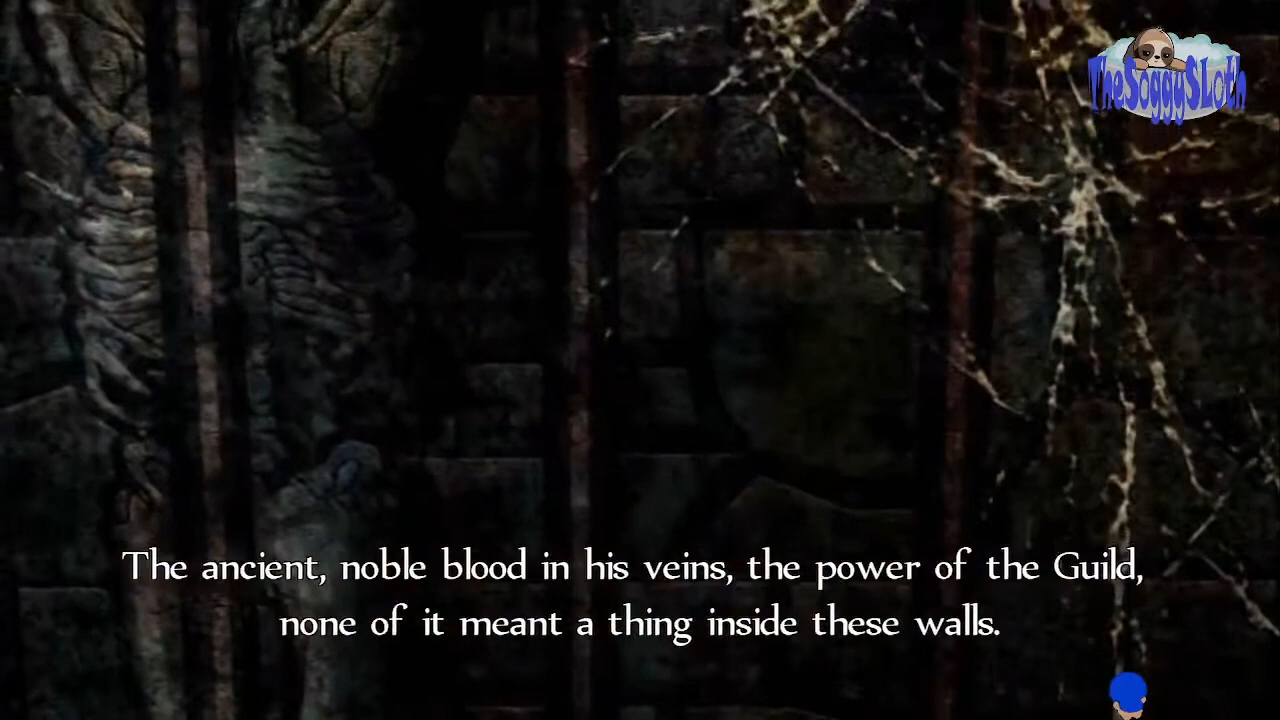 TheSoggySLoth
The ancient, noble blood in his veins, the power of the Guild,
none of it meant a thing inside these walls.